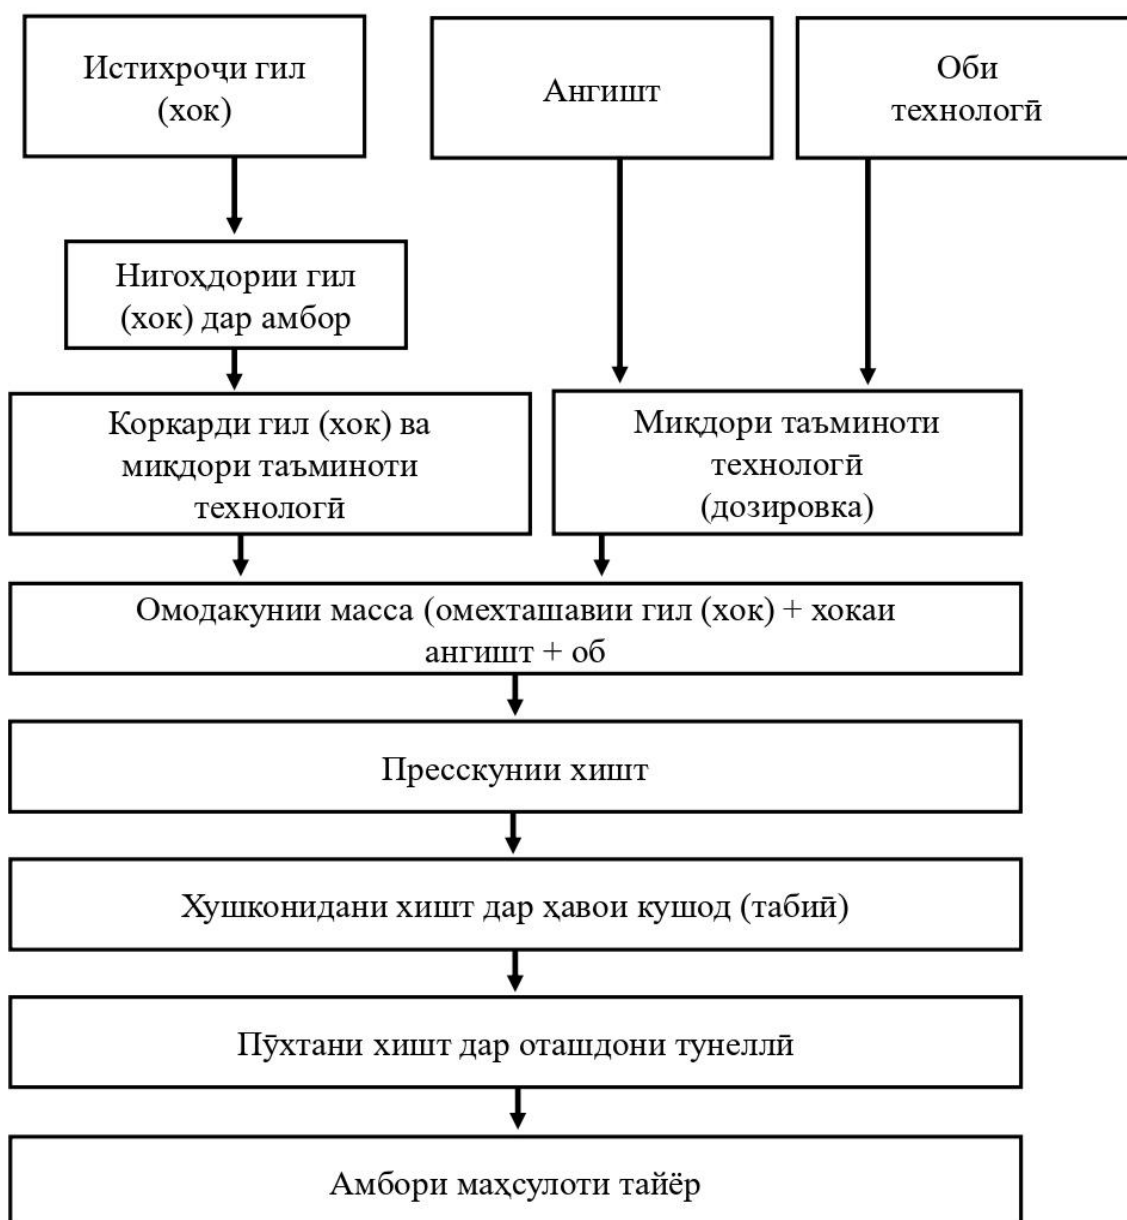 Истихроҷи гил
(хок)
Ангишт
Оби
технологӣ
Нигоҳдории гил
(хок) дар амбор
Коркарди гил (хок) ва
миқдори таъминоти
технологӣ
Миқдори таъминоти
технологӣ
(дозировка)
Омодакунии масса (омехташавии гил (хок) + хокаи
ангишт + об
Пресскунии хишт
Хушконидани хишт дар ҳавои кушод (табиӣ)
Пӯхтани хишт дар оташдони тунеллӣ
Амбори маҳсулоти тайёр